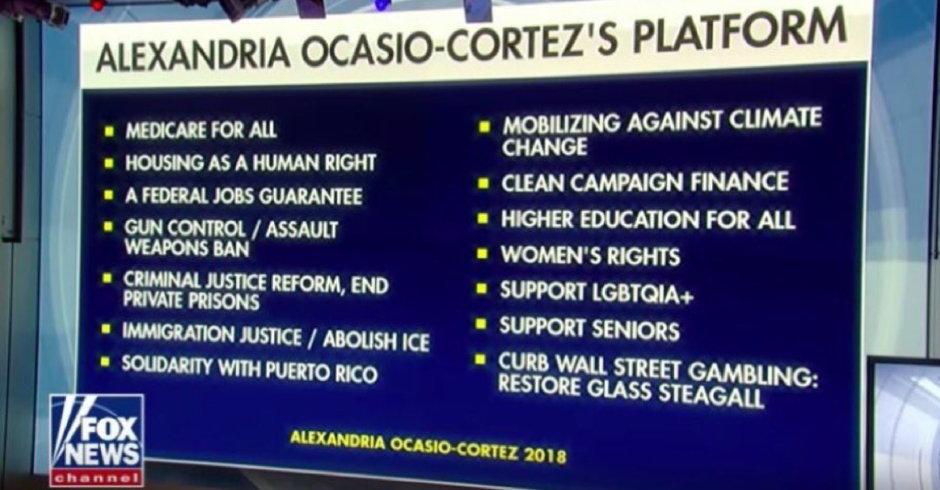 ALEXANDRIA OCASIO-CORTEZ'S PLATFORM
MEDICARE FOR ALL
HOUSING AS A HUMAN RIGHT
A FEDERAL JOBS GUARANTEE
GUN CONTROL / ASSAULT
WEAPONS BAN
CRIMINAL JUSTICE REFORM, END
PRIVATE PRISONS
IMMIGRATION JUSTICE / ABOLISH ICE
SOLIDARITY WITH PUERTO RICO
MOBILIZING AGAINST CLIMATE
CHANGE
CLEAN CAMPAIGN FINANCE
HIGHER EDUCATION FOR ALL
WOMEN'S RIGHTS
SUPPORT LGBTQIA+
SUPPORT SENIORS
CURB WALL STREET GAMBLING:
RESTORE GLASS STEAGALL
ALEXANDRIA OCASIO-CORTEZ 2018
FOX
NEWS
channel